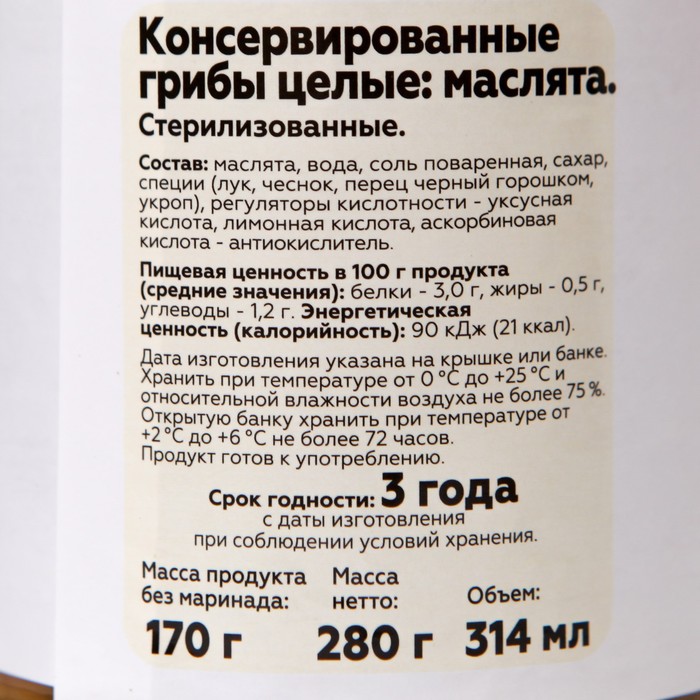 Консервированные
грибы целые: маслята.
Стерилизованные.
Состав: маслята, вода, соль поваренная, сахар,
специи (лук, чеснок, перец черный горошком,
укроп), регуляторы кислотности - уксусная
кислота, лимонная кислота, аскорбиновая
кислота - антиокислитель.
Пищевая ценность в 100 г продукта
(средние значения): белки - 3,0 г, жиры - 0,5 г,
углеводы - 1,2 г. Энергетическая
ценность (калорийность): 90 кДж (21 ккал).
Дата изготовления указана на крышке или банке.
Хранить при температуре от 0 °С до +25 °С и
относительной влажности воздуха не более 75 %.
Открытую банку хранить при температуре от
+2 °С до +6 °С не более 72 часов.
Продукт готов к употреблению.
Срок годности: 3 года
с даты изготовления
при соблюдении условий хранения.
Масса продукта
без маринада:
170 г
Масса
нетто:
280 г
Объем:
314 мл